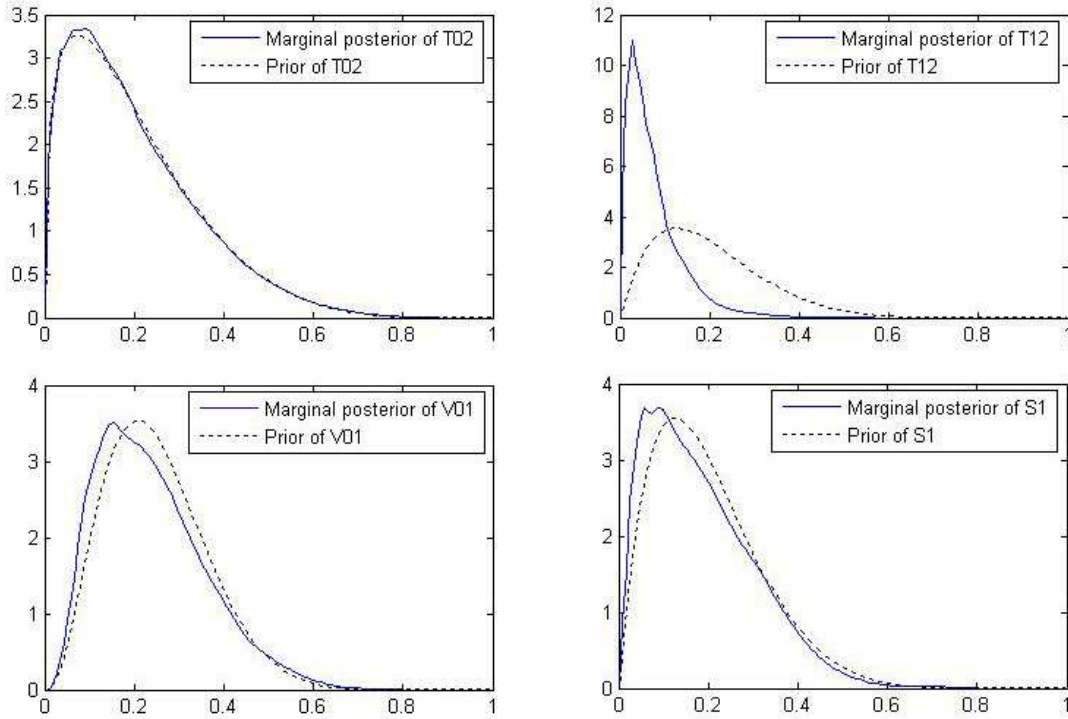 3.5
3
2.5
2
1.5
1
0.5
0
0 0.2 0.4 0.6 0.8 1
Marginal posterior of T02
Prior of T02
12
10
8
6
4
2
0
0 0.2 0.4 0.6 0.8 1
Marginal posterior of T12
Prior of T12
4
3
2
1
0
0 0.2 0.4 0.6 0.8 1
Marginal posterior of V01
Prior of V01
4
3
2
1
0
0 0.2 0.4 0.6 0.8 1
Marginal posterior of S1
Prior of S1